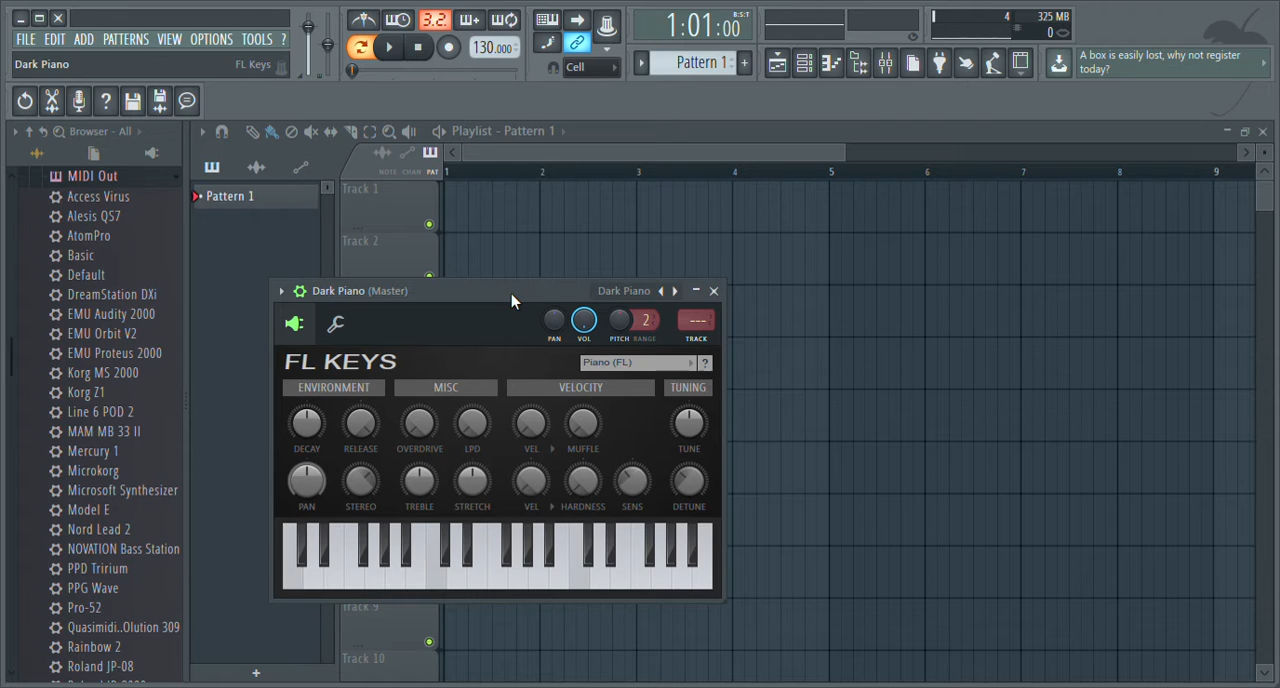 FILE EDIT ADD PATTERNS VIEW OPTIONS TOOLS ?
Dark Piano FL Keys
3.2.
130.000
Cell
1:01:00 B:S:T
Pattern 1 +
4 325 MB
0
A box is easily lost, why not register
today?
Browser - All
Playlist - Pattern 1
NOTE CHAN PAT
1 2 3 4 5 6 7 8 9
MIDI Out
Access Virus
Alesis QS7
AtomPro
Basic
Default
DreamStation DXi
EMU Audity 2000
EMU Orbit V2
EMU Proteus 2000
Korg MS 2000
Korg Z1
Line 6 POD 2
MAM MB 33 II
Mercury 1
Microkorg
Microsoft Synthesizer
Model E
Nord Lead 2
NOVATION Bass Station
PPD Tririum
PPG Wave
Pro-52
Quasimidi..Olution 309
Rainbow 2
Roland JP-08
Pattern 1
+
Track 1
Track 2
Track 9
Track 10
Dark Piano (Master) Dark Piano
2 ---
PAN VOL PITCH RANGE TRACK
FL KEYS Piano (FL) ?
ENVIRONMENT MISC VELOCITY TUNING
DECAY RELEASE OVERDRIVE LPD VEL MUFFLE TUNE
PAN STEREO TREBLE STRETCH VEL HARDNESS SENS DETUNE